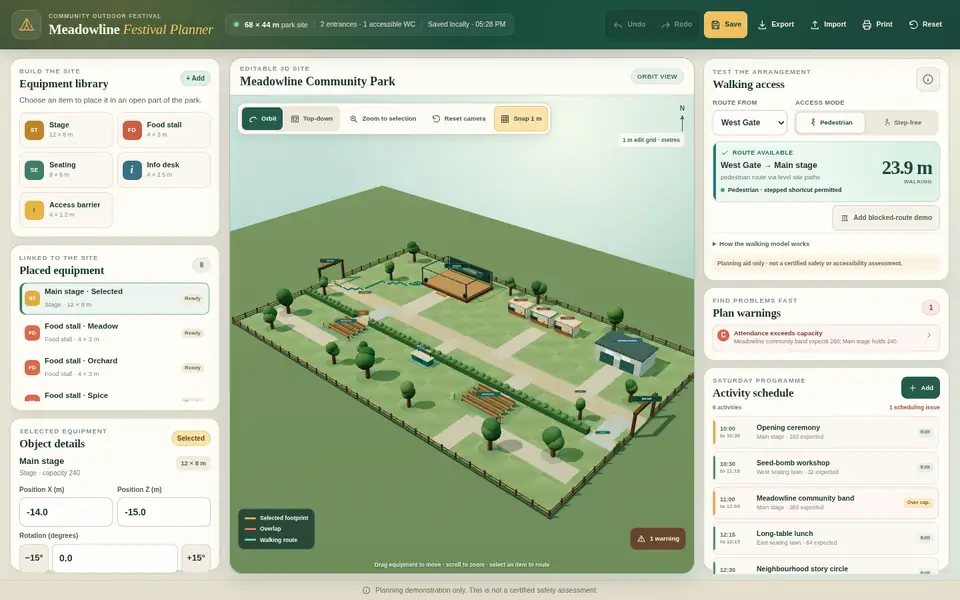 COMMUNITY OUTDOOR FESTIVAL
Meadowline Festival Planner
68 × 44 m park site
2 entrances · 1 accessible WC
Saved locally · 05:28 PM
Undo
Redo
Save
Export
Import
Print
Reset
BUILD THE SITE
Equipment library
+ Add
Choose an item to place it in an open part of the park.
ST
Stage
12 × 8 m
FD
Food stall
4 × 3 m
SE
Seating
8 × 6 m
i
Info desk
4 × 2.5 m
Access barrier
4 × 1.2 m
LINKED TO THE SITE
Placed equipment
8
ST
Main stage · Selected
Stage · 12 × 8 m
Ready
FD
Food stall · Meadow
Food stall · 4 × 3 m
Ready
FD
Food stall · Orchard
Food stall · 4 × 3 m
Ready
FD
Food stall · Spice
SELECTED EQUIPMENT
Object details
Selected
Main stage
Stage · capacity 240
12 × 8 m
Position X (m)
Position Z (m)
-14.0
-15.0
Rotation (degrees)
−15°
0.0
+15°
EDITABLE 3D SITE
Meadowline Community Park
ORBIT VIEW
Orbit
Top-down
Zoom to selection
Reset camera
Snap 1 m
N
1 m edit grid · metres
Selected footprint
Overlap
Walking route
1 warning
Drag equipment to move · scroll to zoom · select an item to route
TEST THE ARRANGEMENT
Walking access
ROUTE FROM
ACCESS MODE
West Gate
Pedestrian
Step-free
ROUTE AVAILABLE
West Gate → Main stage
pedestrian route via level site paths
Pedestrian · stepped shortcut permitted
23.9 m
WALKING
Add blocked-route demo
How the walking model works
Planning aid only · not a certified safety or accessibility assessment.
FIND PROBLEMS FAST
Plan warnings
1
C
Attendance exceeds capacity
Meadowline community band expects 260; Main stage holds 240.
SATURDAY PROGRAMME
Activity schedule
+ Add
6 activities
1 scheduling issue
10:00
to 10:30
Opening ceremony
Main stage · 160 expected
Edit
10:30
to 11:15
Seed-bomb workshop
West seating lawn · 32 expected
Edit
11:00
to 12:00
Meadowline community band
Main stage · 260 expected
Over cap.
12:15
to 13:15
Long-table lunch
East seating lawn · 64 expected
Edit
12:30
Neighbourhood story circle
Edit
Planning demonstration only. This is not a certified safety assessment.